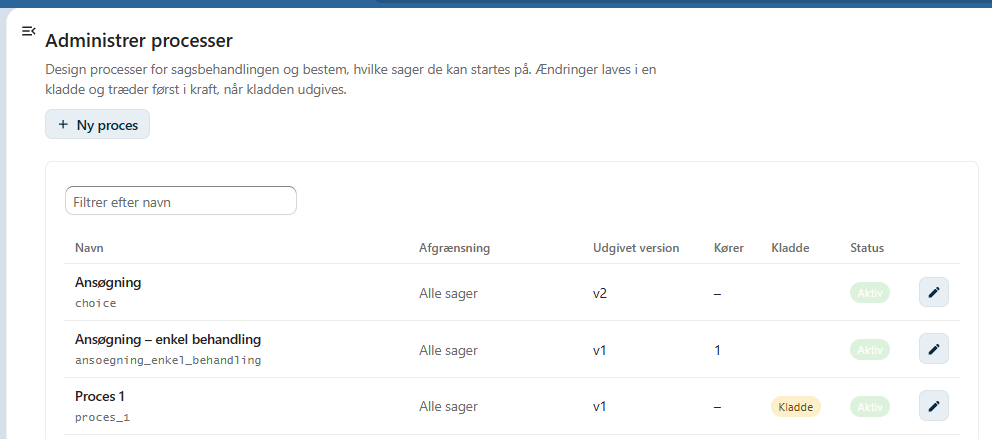 Administrer processer
Design processer for sagsbehandlingen og bestem, hvilke sager de kan startes på. Ændringer laves i en
kladde og træder først i kraft, når kladden udgives.
+ Ny proces
Filtrer efter navn
Navn Afgrænsning Udgivet version Kører Kladde Status
Ansøgning
choice
Alle sager v2 – Aktiv
Ansøgning – enkel behandling
ansoegning_enkel_behandling
Alle sager v1 1 Aktiv
Proces 1
proces_1
Alle sager v1 – Kladde Aktiv